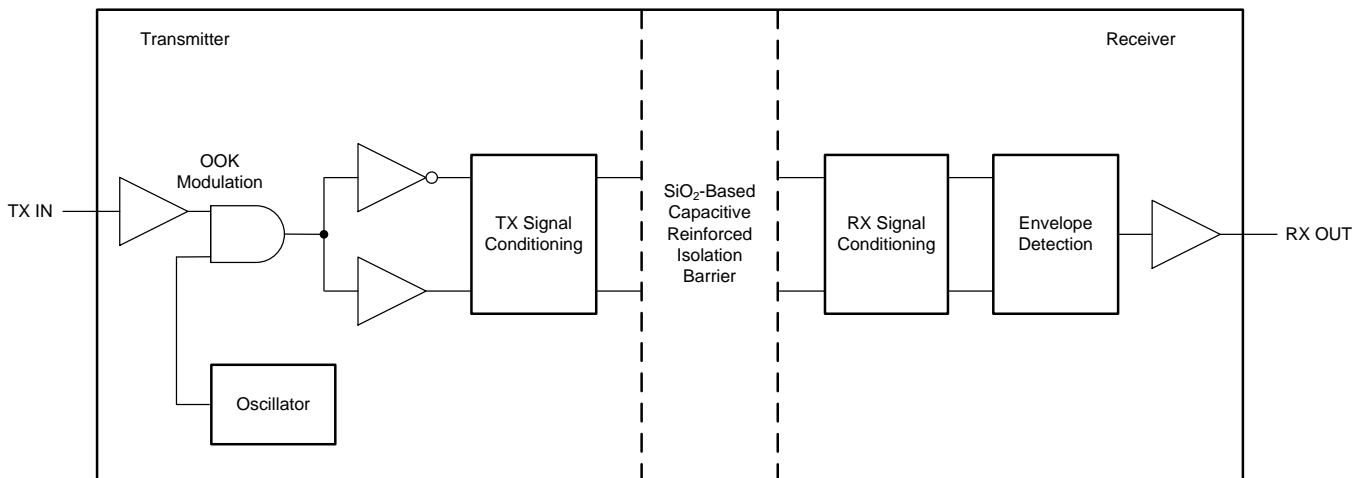 Transmitter
Receiver
OOK
Modulation
TX IN
TX Signal
Conditioning
SiO₂-Based
Capacitive
Reinforced
Isolation
Barrier
RX Signal
Conditioning
Envelope
Detection
RX OUT
Oscillator